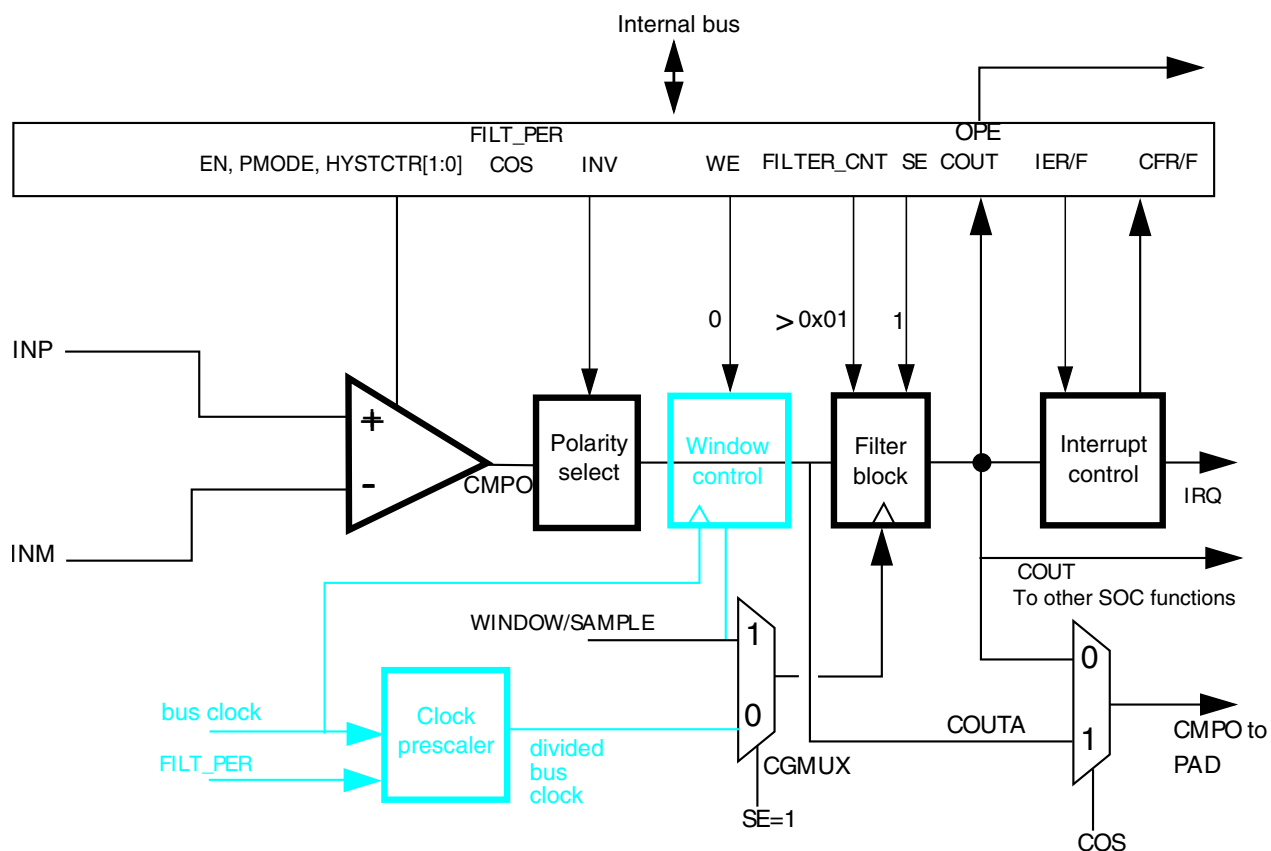 Internal bus
FILT_PER
OPE
EN, PMODE, HYSTCTR[1:0]
COS
INV
WE
FILTER_CNT
SE
COUT
IER/F
CFR/F
0
> 0x01
1
INP
+
-
INM
CMPO
Polarity
select
Window
control
Filter
block
Interrupt
control
IRQ
COUT
To other SOC functions
WINDOW/SAMPLE
1
0
0
1
bus clock
FILT_PER
Clock
prescaler
divided
bus
clock
CGMUX
SE=1
COUTA
CMPO to
PAD
COS